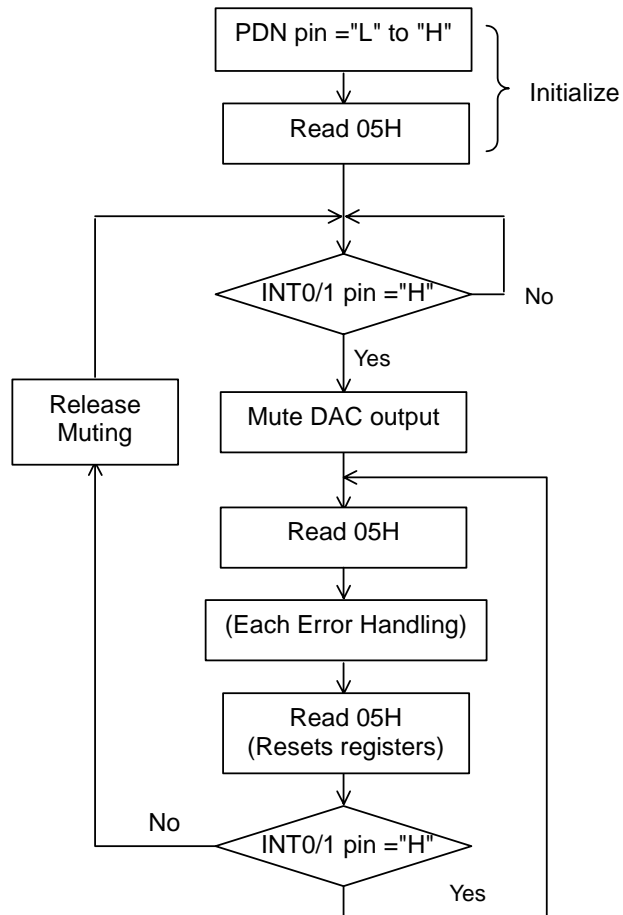 PDN pin ="L" to "H"
Initialize
Read 05H
INT0/1 pin ="H"
No
Yes
Release
Muting
Mute DAC output
Read 05H
(Each Error Handling)
Read 05H
(Resets registers)
No
INT0/1 pin ="H"
Yes